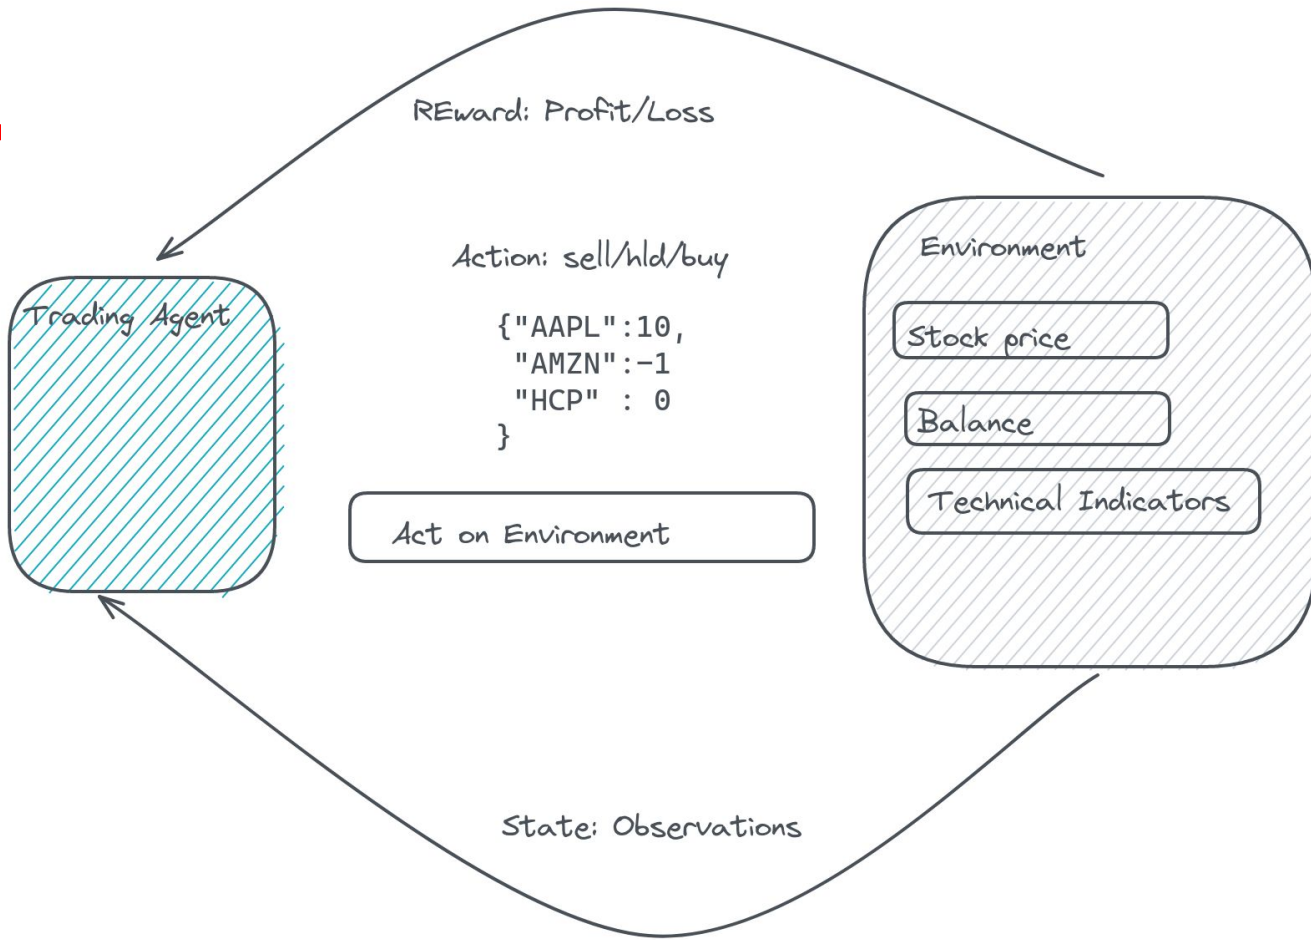 REward: Profit/Loss
Action: sell/hld/buy
Environment
Trading Agent
{"AAPL":10,
"AMZN":-1
"HCP" : 0
}
Stock price
Balance
Technical Indicators
Act on Environment
State: Observations